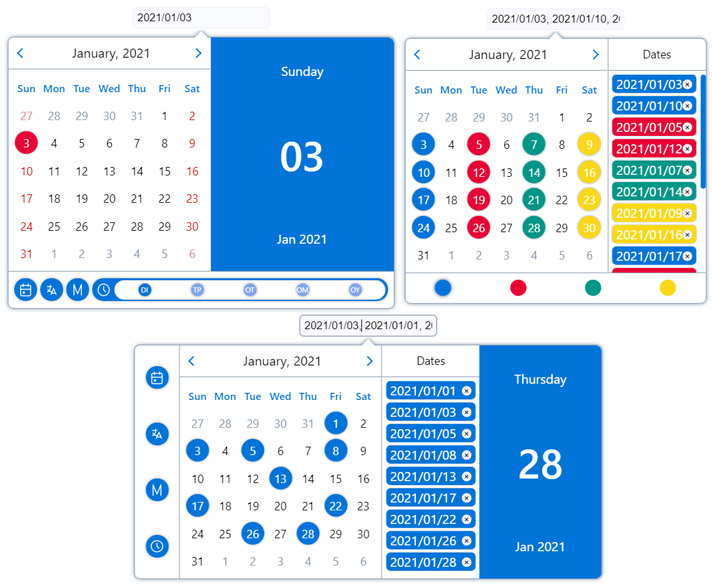 2021/01/03
January, 2021
Sun Mon Tue Wed Thu Fri Sat
27 28 29 30 31 1 2
3 4 5 6 7 8 9
10 11 12 13 14 15 16
17 18 19 20 21 22 23
24 25 26 27 28 29 30
31 1 2 3 4 5 6
Sunday
03
Jan 2021
M DI TP OT OM OY
2021/01/03, 2021/01/10, 2
January, 2021
Sun Mon Tue Wed Thu Fri Sat
27 28 29 30 31 1 2
3 4 5 6 7 8 9
10 11 12 13 14 15 16
17 18 19 20 21 22 23
24 25 26 27 28 29 30
31 1 2 3 4 5 6
Dates
2021/01/03
2021/01/10
2021/01/05
2021/01/12
2021/01/07
2021/01/14
2021/01/09
2021/01/16
2021/01/17
2021/01/03, 2021/01/01, 2
M
January, 2021
Sun Mon Tue Wed Thu Fri Sat
27 28 29 30 31 1 2
3 4 5 6 7 8 9
10 11 12 13 14 15 16
17 18 19 20 21 22 23
24 25 26 27 28 29 30
31 1 2 3 4 5 6
Dates
2021/01/01
2021/01/03
2021/01/05
2021/01/08
2021/01/13
2021/01/17
2021/01/22
2021/01/26
2021/01/28
Thursday
28
Jan 2021